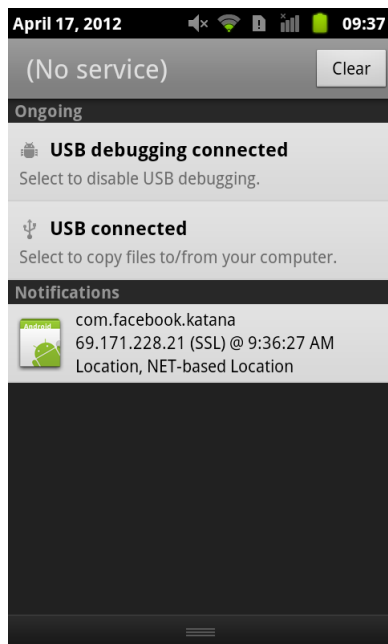 April 17, 2012 09:37
(No service) Clear
Ongoing
USB debugging connected
Select to disable USB debugging.
USB connected
Select to copy files to/from your computer.
Notifications
Android
com.facebook.katana
69.171.228.21 (SSL) @ 9:36:27 AM
Location, NET-based Location